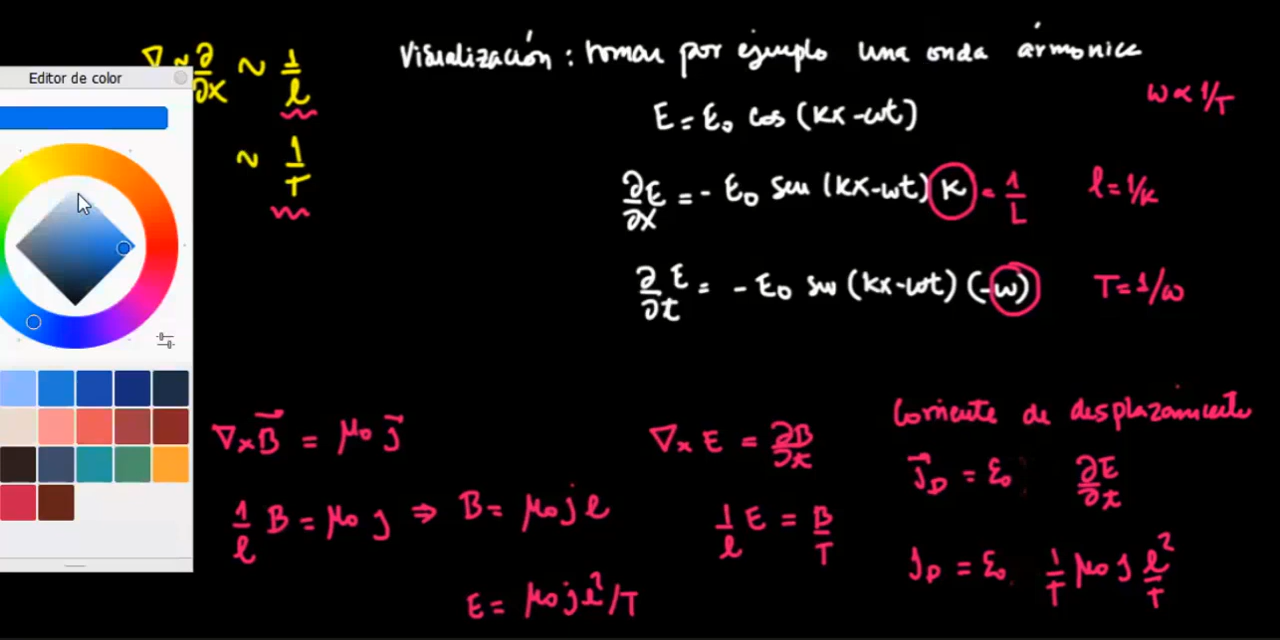 ∇ ~ ∂/∂x ~ 1/l
Editor de color
~ 1/T
Visualización : tomar por ejemplo una onda ármonica
ω ∝ 1/T
E = E₀ cos (kx-ωt)
∂E/∂x = - E₀ sen (kx-ωt) k = 1/L
l = 1/k
∂E/∂t = - E₀ sen (kx-ωt) (-ω)
T = 1/ω
∇×B⃗ = μ₀ j⃗
1/l B = μ₀ j ⇒ B = μ₀ j l
E = μ₀ j l²/T
∇× E = ∂B/∂t
1/l E = B/T
Corriente de desplazamiento
j⃗_D = ε₀ ∂E/∂t
j_D = ε₀ 1/T μ₀ j l²/T